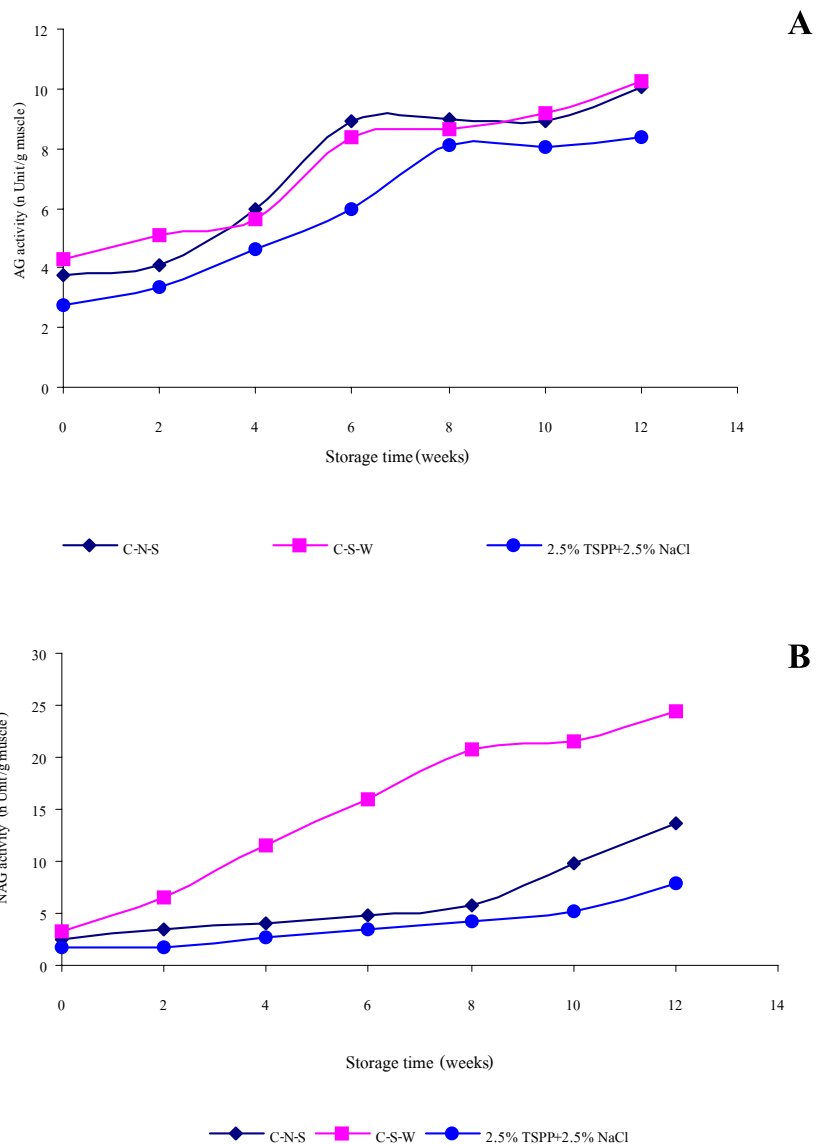 A
12
10
8
6
4
2
0
AG activity (n Unit/g muscle)
0 2 4 6 8 10 12 14
Storage time (weeks)
C-N-S C-S-W 2.5% TSPP+2.5% NaCl
B
30
25
20
15
10
5
0
NAG activity (n Unit/g muscle)
0 2 4 6 8 10 12 14
Storage time (weeks)
C-N-S C-S-W 2.5% TSPP+2.5% NaCl